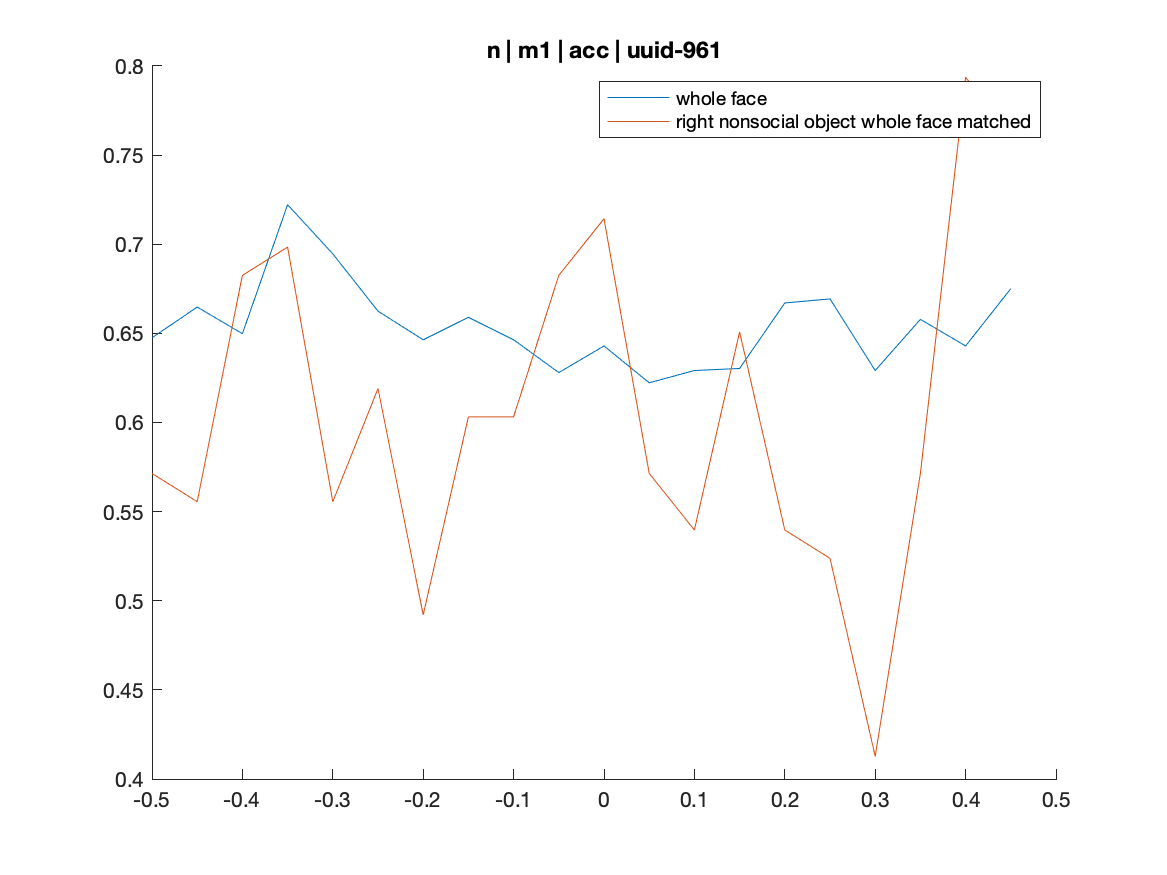 n | m1 | acc | uuid-961
whole face
right nonsocial object whole face matched
0.8
0.75
0.7
0.65
0.6
0.55
0.5
0.45
0.4
-0.5 -0.4 -0.3 -0.2 -0.1 0 0.1 0.2 0.3 0.4 0.5